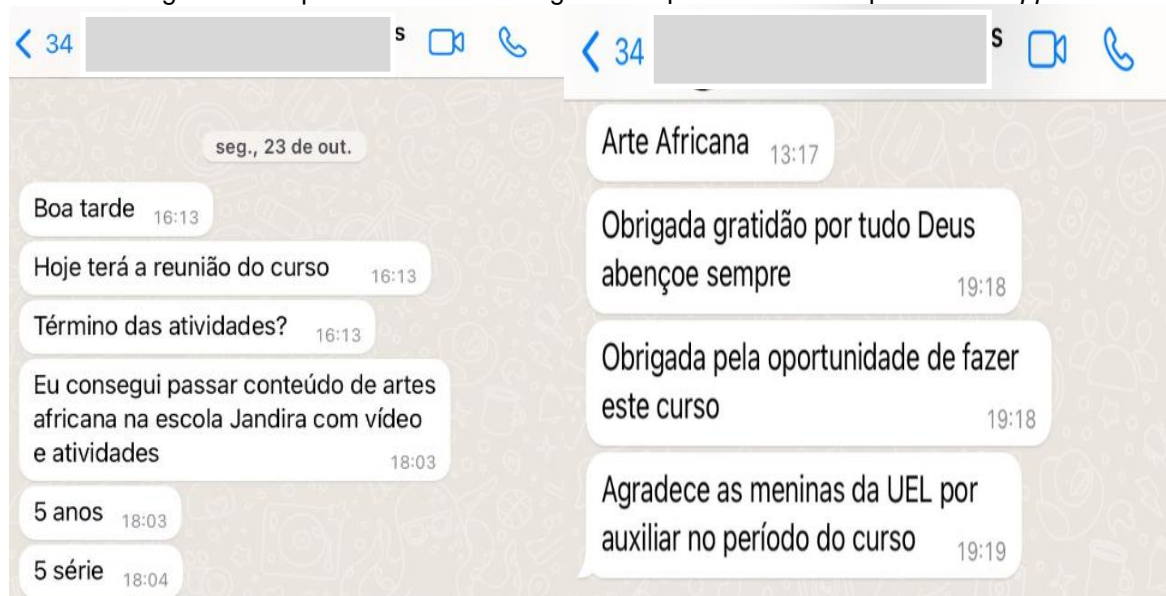 34
s
seg., 23 de out.
Boa tarde 16:13
Hoje terá a reunião do curso 16:13
Término das atividades? 16:13
Eu consegui passar conteúdo de artes
africana na escola Jandira com vídeo
e atividades 18:03
5 anos 18:03
5 série 18:04
34
s
Arte Africana 13:17
Obrigada gratidão por tudo Deus
abençoe sempre 19:18
Obrigada pela oportunidade de fazer
este curso 19:18
Agradece as meninas da UEL por
auxiliar no período do curso 19:19